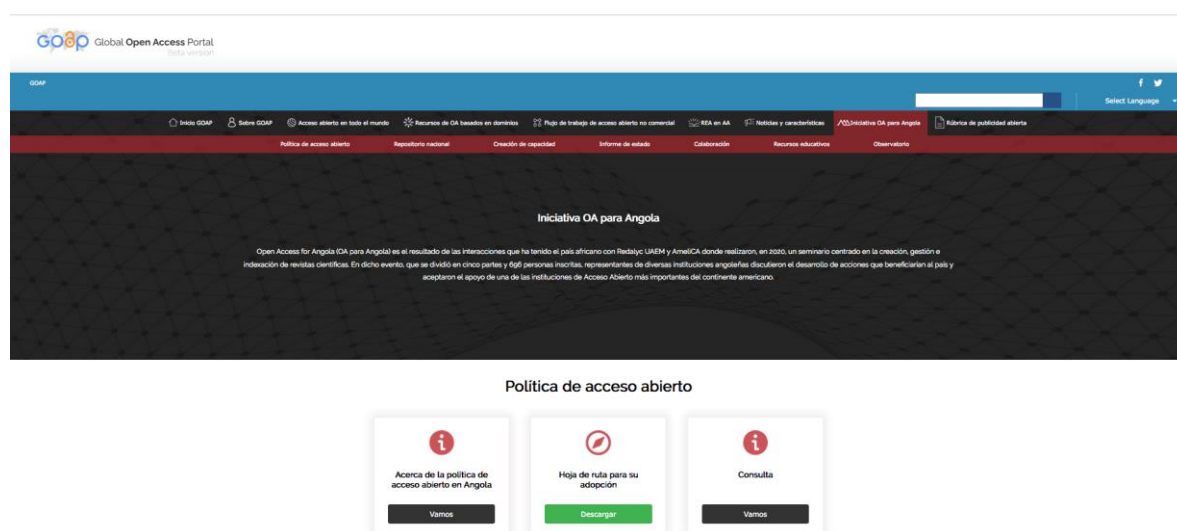 GOAP Global Open Access Portal
beta version
GOAP
Select Language
Inicio GOAP Sobre GOAP Acceso abierto en todo el mundo Recursos de OA basados en dominios Flujo de trabajo de acceso abierto no comercial REA en AA Noticias y características Iniciativa OA para Angola Rúbrica de publicidad abierta
Política de acceso abierto Repositorio nacional Creación de capacidad Informe de estado Colaboración Recursos educativos Observatorio
Iniciativa OA para Angola
Open Access for Angola (OA para Angola) es el resultado de las interacciones que ha tenido el país africano con Redalyc UAEM y AmeliCA donde realizaron, en 2020, un seminario centrado en la creación, gestión e
indexación de revistas científicas. En dicho evento, que se dividió en cinco partes y 696 personas inscritas, representantes de diversas instituciones angoleñas discutieron el desarrollo de acciones que beneficiarían al país y
aceptaron el apoyo de una de las instituciones de Acceso Abierto más importantes del continente americano.
Política de acceso abierto
Acerca de la política de
acceso abierto en Angola
Vamos
Hoja de ruta para su
adopción
Descargar
Consulta
Vamos